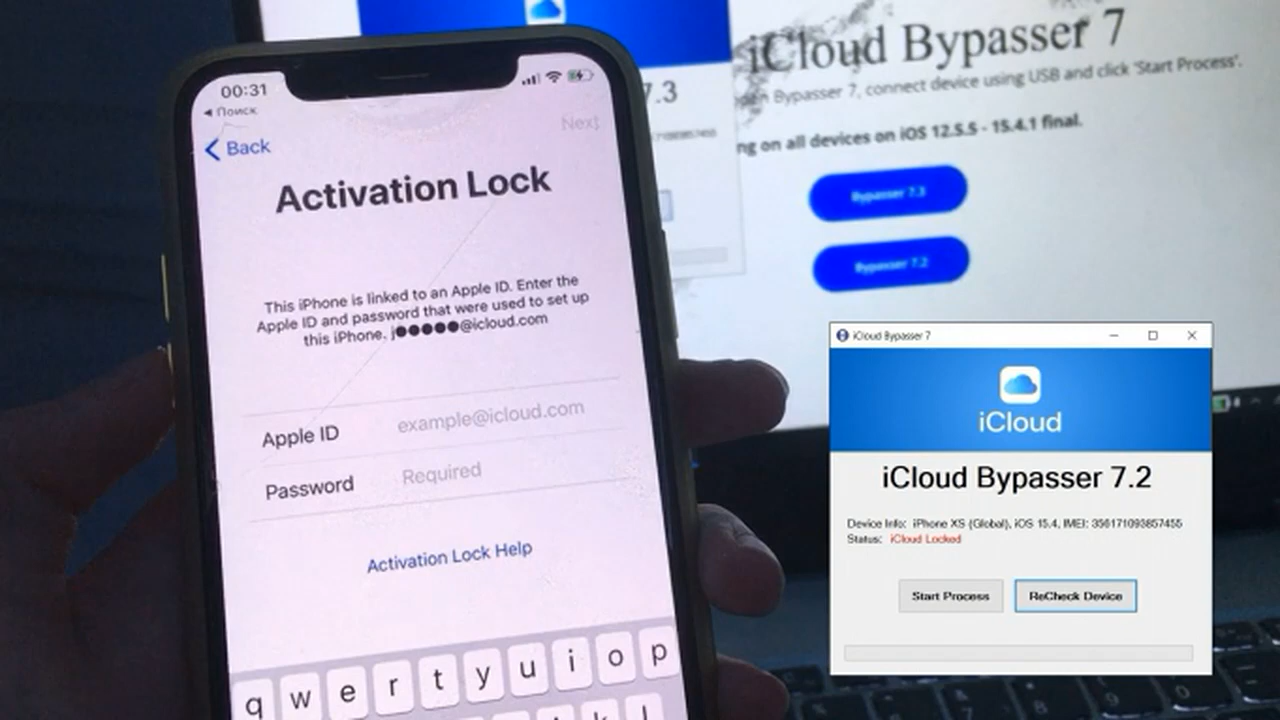 00:31
Поиск
Back
Next
Activation Lock
This iPhone is linked to an Apple ID. Enter the
Apple ID and password that were used to set up
this iPhone. j●●●●●@icloud.com
Apple ID example@icloud.com
Password Required
Activation Lock Help
q w e r t y u i o p
7.3
iCloud Bypasser 7
Bypasser 7, connect device using USB and click 'Start Process'.
on all devices on iOS 12.5.5 - 15.4.1 final.
Bypasser 7.3
Bypasser 7.2
iCloud Bypasser 7
iCloud
iCloud Bypasser 7.2
Device Info: iPhone XS (Global), iOS 15.4, IMEI: 356171093857455
Status: iCloud Locked
Start Process
ReCheck Device